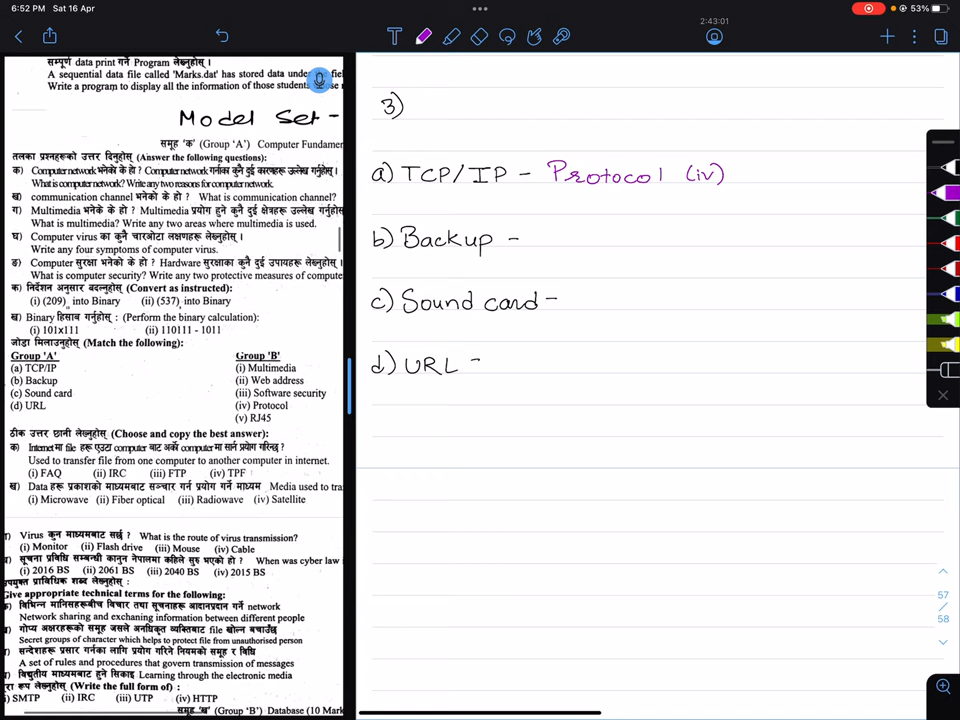 6:52 PM Sat 16 Apr
53%
2:43:01
सम्पूर्ण data print गर्ने Program लेख्नुहोस् ।
A sequential data file called 'Marks.dat' has stored data under
Write a program to display all the information of those students
Model Set -
समूह 'क' (Group 'A') Computer Fundamen
तलका प्रश्नहरूको उत्तर दिनुहोस् (Answer the following questions):
क) Computer network भनेको के हो ? Computer network गर्नाका कुनै दुई कारणहरू उल्लेख गर्नुहोस्
What is computer network? Write any two reasons for computer network.
ख) communication channel भनेको के हो ? What is communication channel?
ग) Multimedia भनेके के हो ? Multimedia प्रयोग हुने कुनै दुई क्षेत्रहरू उल्लेख गर्नुहोस
What is multimedia? Write any two areas where multimedia is used.
घ) Computer virus का कुनै चारओटा लक्षणहरू लेख्नुहोस् ।
Write any four symptoms of computer virus.
ङ) Computer सुरक्षा भनेको के हो ? Hardware सुरक्षाका कुनै दुई उपायहरू लेख्नुहोस्
What is computer security? Write any two protective measures of compute
क) निर्देशन अनुसार बदल्नुहोस् (Convert as instructed):
(i) (209) into Binary (ii) (537) into Binary
ख) Binary हिसाब गर्नुहोस् : (Perform the binary calculation):
(i) 101x111 (ii) 110111 - 1011
जोडा मिलाउनुहोस् (Match the following):
Group 'A' Group 'B'
(a) TCP/IP (i) Multimedia
(b) Backup (ii) Web address
(c) Sound card (iii) Software security
(d) URL (iv) Protocol
(v) RJ45
ठीक उत्तर छानी लेख्नुहोस् (Choose and copy the best answer):
क) Internet मा file हरू एउटा computer बाट अर्को computer मा सार्न प्रयोग गरिन्छ ?
Used to transfer file from one computer to another computer in internet.
(i) FAQ (ii) IRC (iii) FTP (iv) TPF
ख) Data हरू प्रकाशको माध्यमबाट सञ्चार गर्न प्रयोग गर्ने माध्यम Media used to tra
(i) Microwave (ii) Fiber optical (iii) Radiowave (iv) Satellite
Virus कुन माध्यमबाट सर्छ ? What is the route of virus transmission?
(i) Monitor (ii) Flash drive (iii) Mouse (iv) Cable
सूचना प्रविधि सम्बन्धी कानुन नेपालमा कहिले सुरु भएको हो ? When was cyber law
(i) 2016 BS (ii) 2061 BS (iii) 2040 BS (iv) 2015 BS
उपयुक्त प्राविधिक शब्द लेख्नुहोस् :
Give appropriate technical terms for the following:
विभिन्न मानिसहरूबीच विचार तथा सूचनाहरू आदानप्रदान गर्ने network
Network sharing and exchaning information between different people
गोप्य अक्षरहरूको समूह जसले अनधिकृत व्यक्तिबाट file खोल्न बचाउँछ
Secret groups of character which helps to protect file from unauthorised person
सन्देशहरू प्रसार गर्नका लागि प्रयोग गरिने नियमको समूह र विधि
A set of rules and procedures that govern transmission of messages
विद्युतीय माध्यमबाट हुने सिकाइ Learning through the electronic media
रूप लेख्नुहोस् (Write the full form of) :
i) SMTP (ii) IRC (iii) UTP (iv) HTTP
समूह 'ख' (Group 'B') Database (10 Mark
3)
a) TCP/IP - Protocol (iv)
b) Backup -
c) Sound card -
d) URL -
57
/
58